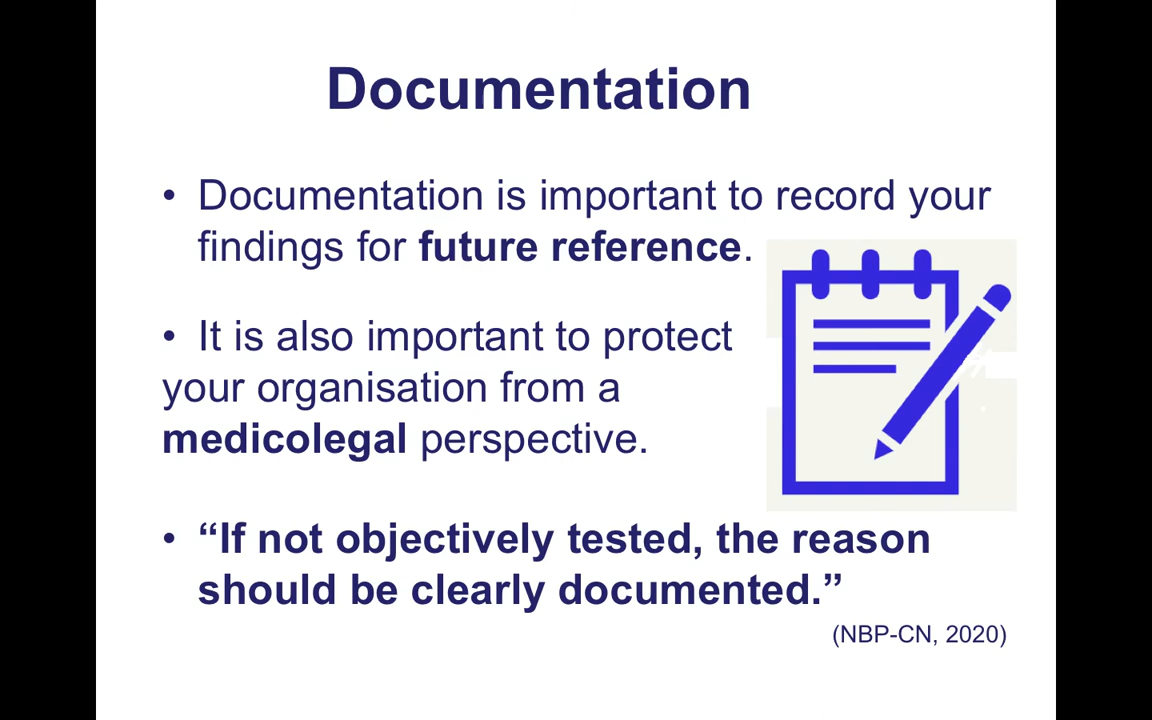 Documentation
• Documentation is important to record your
findings for future reference.
• It is also important to protect
your organisation from a
medicolegal perspective.
• “If not objectively tested, the reason
should be clearly documented.”
(NBP-CN, 2020)